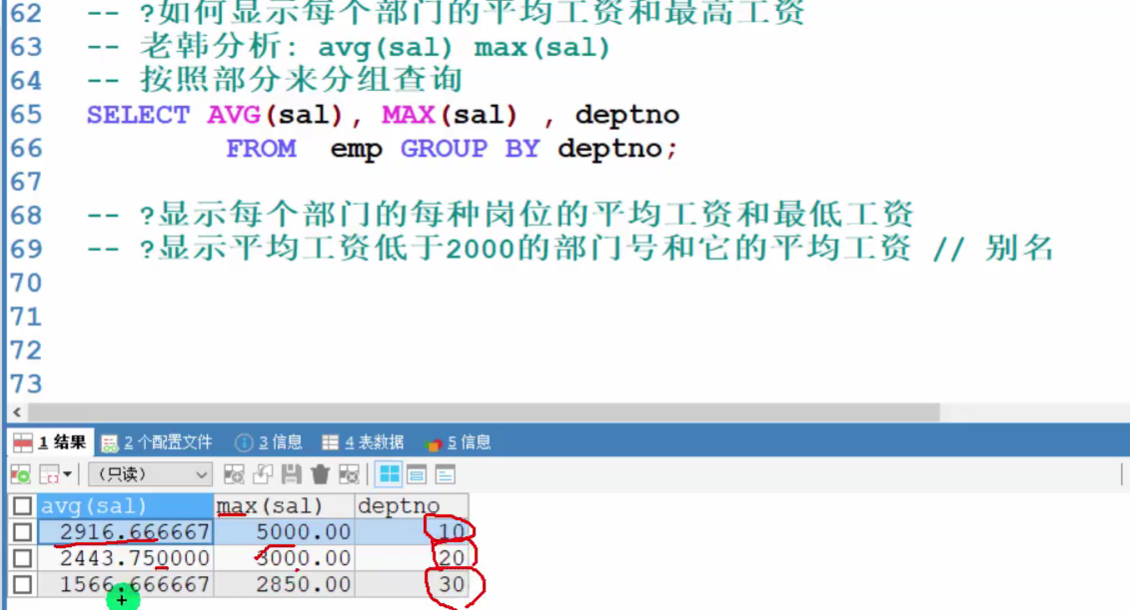 62 -- ?如何显示每个部门的平均工资和最高工资
63 -- 老韩分析: avg(sal) max(sal)
64 -- 按照部分来分组查询
65 SELECT AVG(sal), MAX(sal) , deptno
66 FROM emp GROUP BY deptno;
67
68 -- ?显示每个部门的每种岗位的平均工资和最低工资
69 -- ?显示平均工资低于2000的部门号和它的平均工资 // 别名
70
71
72
73
1 结果 2 个配置文件 3 信息 4 表数据 5 信息
(只读)
avg(sal) max(sal) deptno
2916.666667 5000.00 10
2443.750000 3000.00 20
1566.666667 2850.00 30